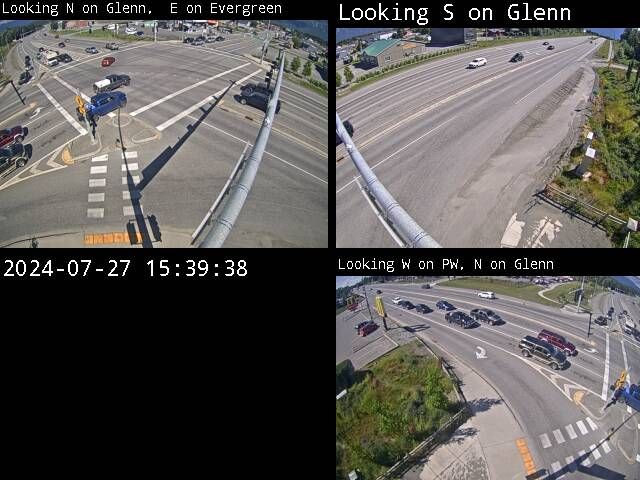 Looking N on Glenn,  E on Evergreen
Looking S on Glenn
2024-07-27 15:39:38
Looking W on PW, N on Glenn